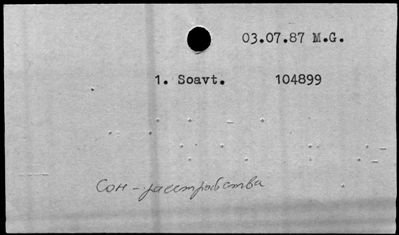 03.07.87 M.G.
1. Soavt. 104899
Сон - расстройства